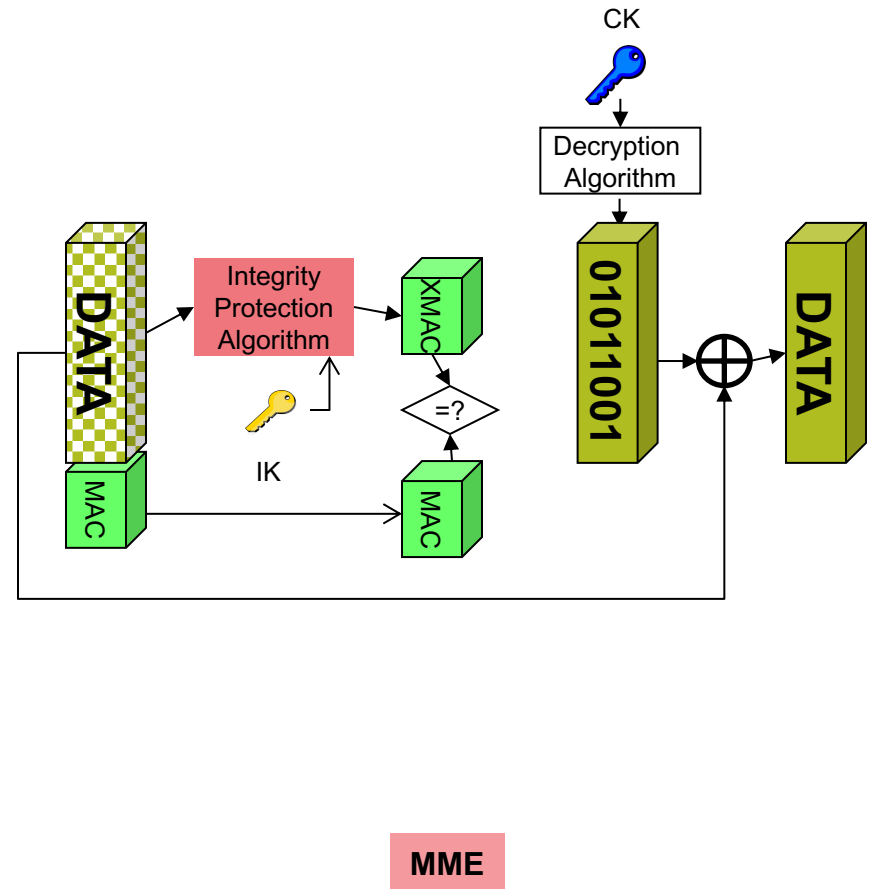 CK
Decryption
Algorithm
DATA
Integrity
Protection
Algorithm
XMAC
01011001
DATA
=?
IK
MAC
MAC
MME